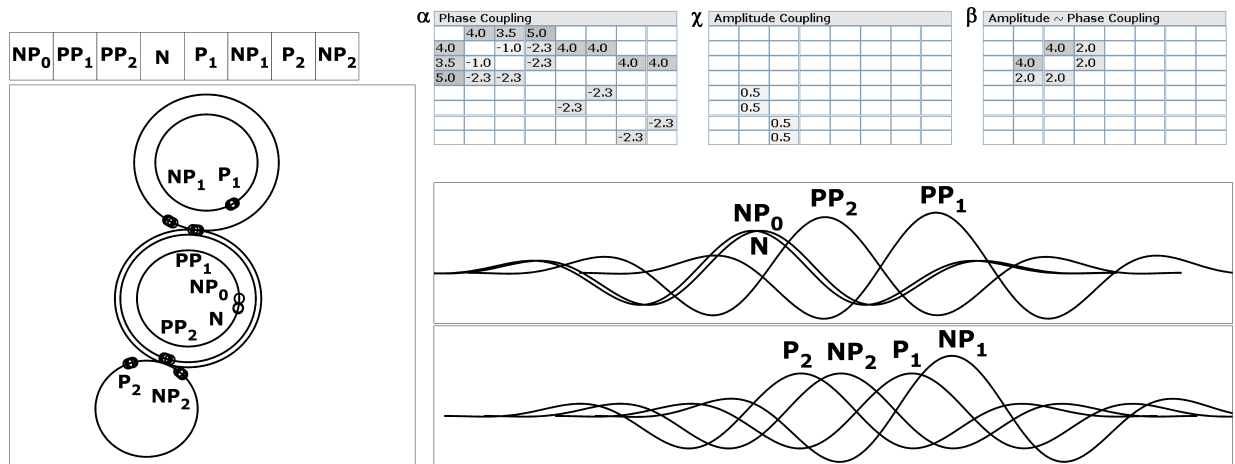 α Phase Coupling
4.0 3.5 5.0
4.0 -1.0 -2.3 4.0 4.0
3.5 -1.0 -2.3 4.0 4.0
5.0 -2.3 -2.3
-2.3
-2.3
-2.3
-2.3
χ Amplitude Coupling
0.5
0.5
0.5
0.5
β Amplitude ~ Phase Coupling
4.0 2.0
4.0 2.0
2.0 2.0
NP0 PP1 PP2 N P1 NP1 P2 NP2
NP1 P1
PP1
NP0
N
PP2
P2 NP2
NP0
N
PP2
PP1
P2 NP2 P1 NP1